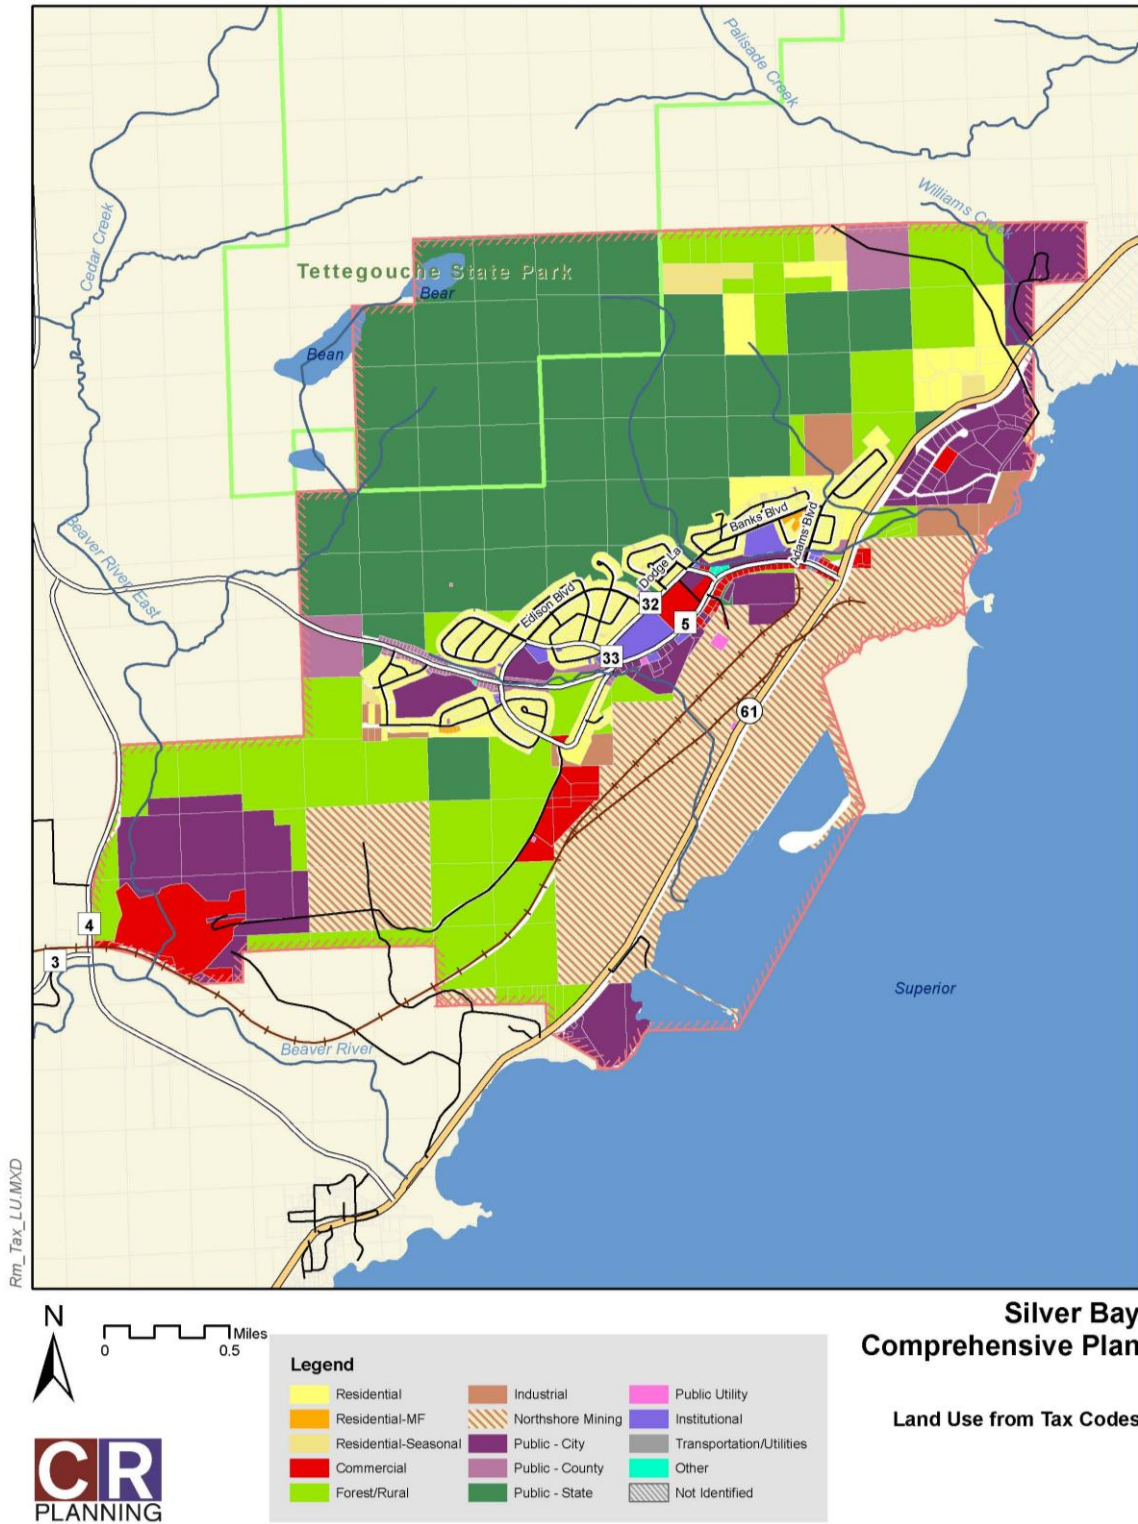 Palisade Creek
Williams Creek
Cedar Creek
Tettegouche State Park
Bear
Bean
Beaver River East
Banks Blvd
Adams Blvd
Dodge La
Edison Blvd
32
5
33
61
4
3
Superior
Beaver River
Rm_Tax_LU.MXD
N
Miles
0 0.5
Silver Bay
Comprehensive Plan
Land Use from Tax Codes
Legend
Residential
Residential-MF
Residential-Seasonal
Commercial
Forest/Rural
Industrial
Northshore Mining
Public - City
Public - County
Public - State
Public Utility
Institutional
Transportation/Utilities
Other
Not Identified
CR
PLANNING